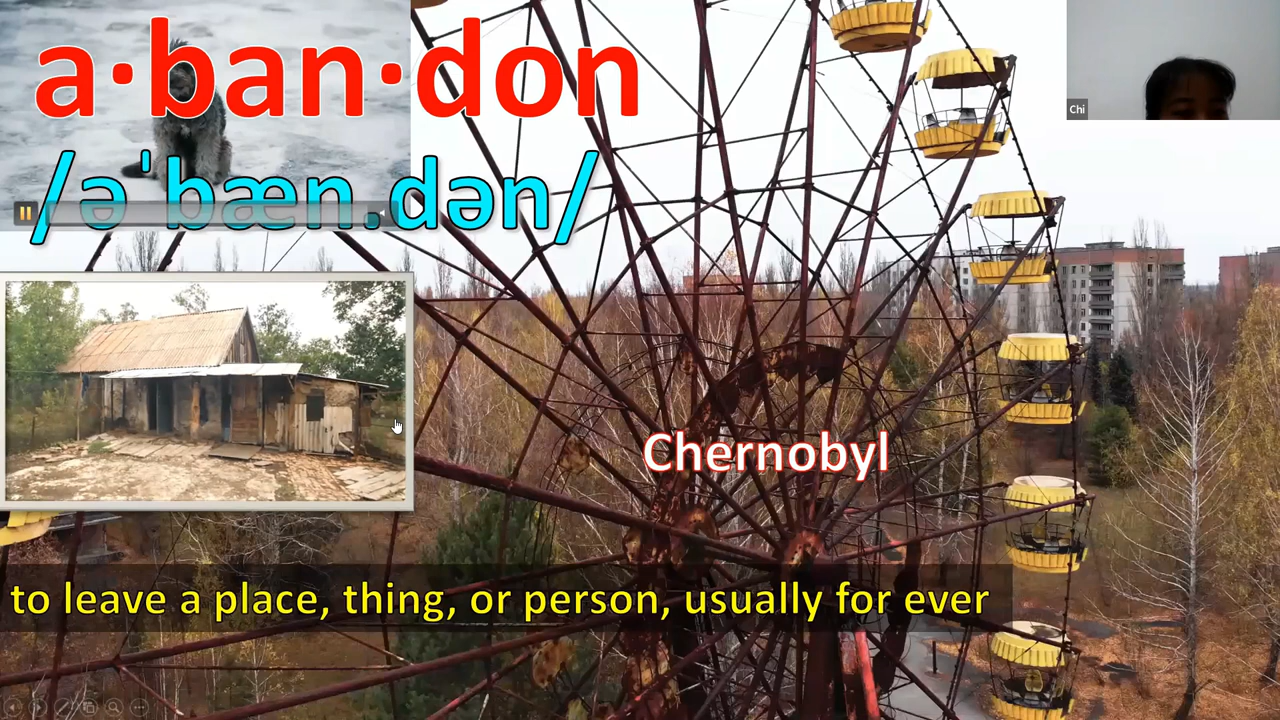 a·ban·don
/əˈbæn.dən/
Chi
Chernobyl
to leave a place, thing, or person, usually for ever